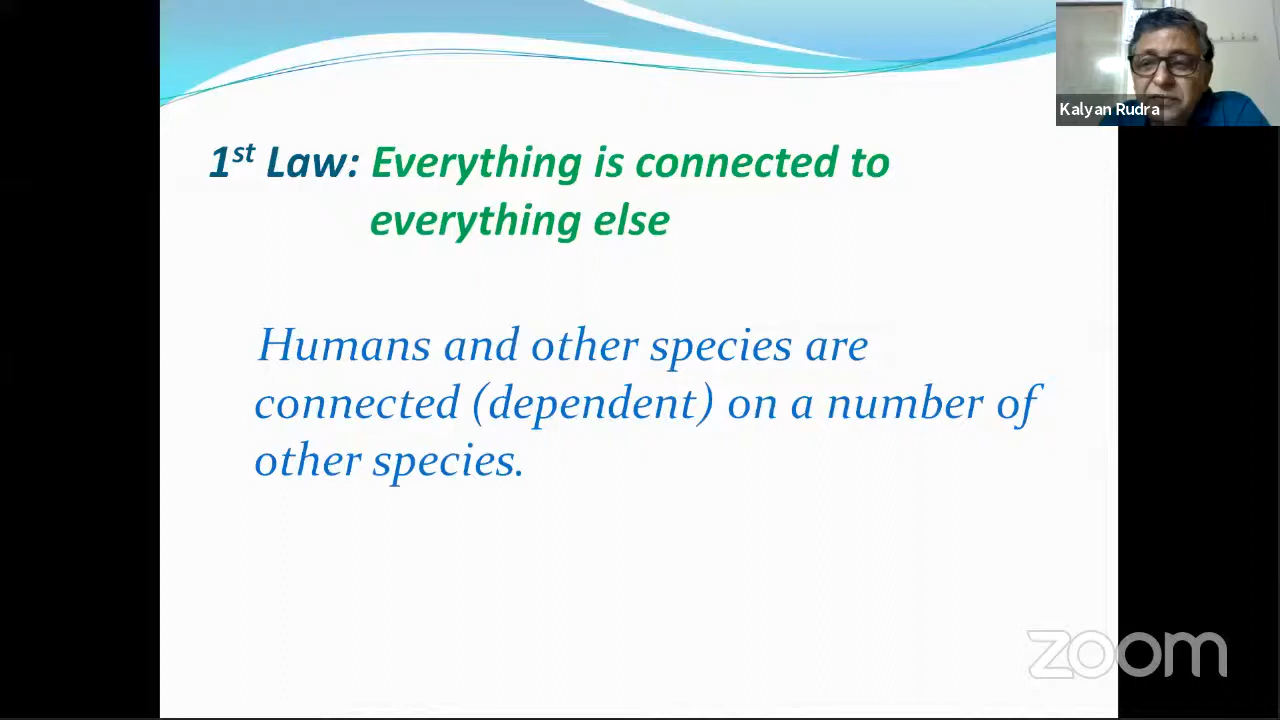 Kalyan Rudra
1st Law: Everything is connected to
everything else
Humans and other species are
connected (dependent) on a number of
other species.
zoom